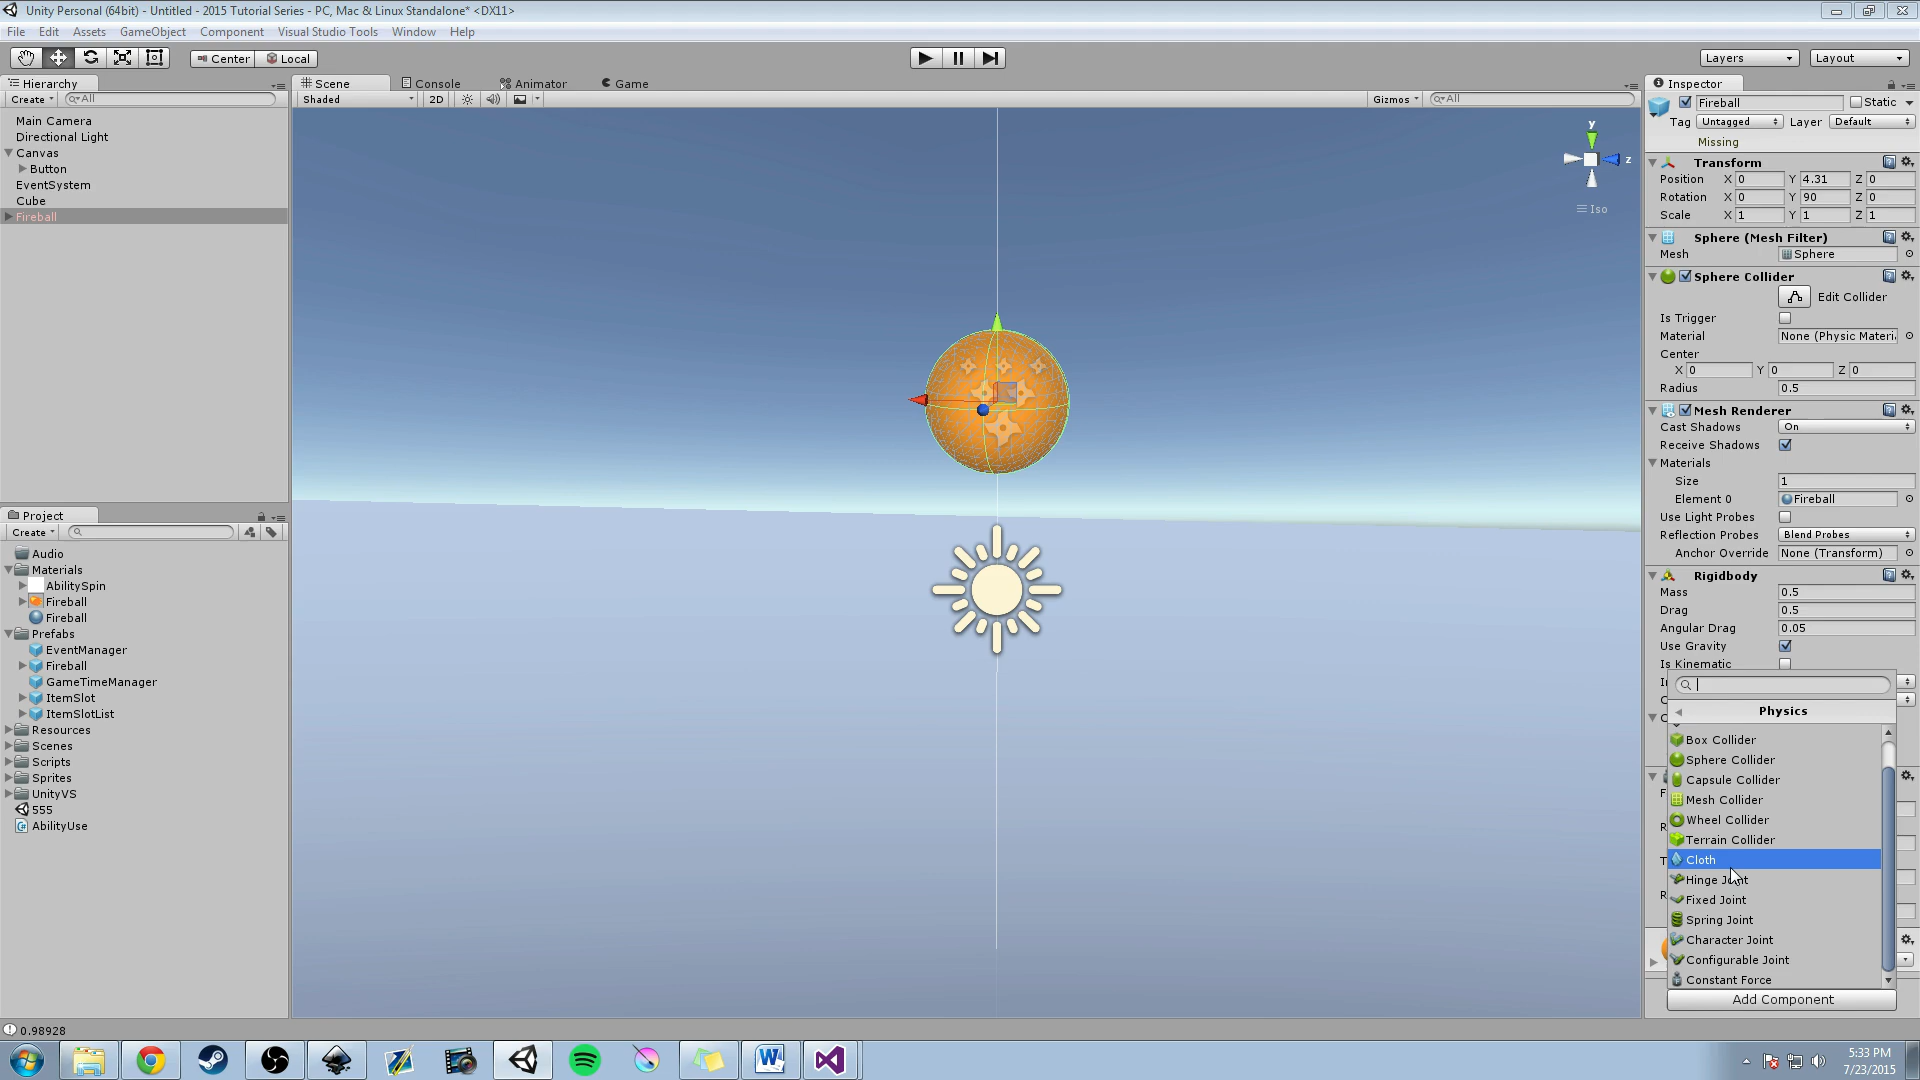 Unity Personal (64bit) - Untitled - 2015 Tutorial Series - PC, Mac & Linux Standalone* <DX11>
File Edit Assets GameObject Component Visual Studio Tools Window Help
Center Local Layers Layout
Hierarchy
Create All
Main Camera
Directional Light
Canvas
Button
EventSystem
Cube
Fireball
Project
Create
Audio
Materials
AbilitySpin
Fireball
Fireball
Prefabs
EventManager
Fireball
GameTimeManager
ItemSlot
ItemSlotList
Resources
Scenes
Scripts
Sprites
UnityVS
555
AbilityUse
Scene Console Animator Game
Shaded 2D Gizmos All
y
z
Iso
Inspector
Fireball Static
Tag Untagged Layer Default
Missing
Transform
Position X 0 Y 4.31 Z 0
Rotation X 0 Y 90 Z 0
Scale X 1 Y 1 Z 1
Sphere (Mesh Filter)
Mesh Sphere
Sphere Collider
Edit Collider
Is Trigger
Material None (Physic Materi
Center
X 0 Y 0 Z 0
Radius 0.5
Mesh Renderer
Cast Shadows On
Receive Shadows
Materials
Size 1
Element 0 Fireball
Use Light Probes
Reflection Probes Blend Probes
Anchor Override None (Transform)
Rigidbody
Mass 0.5
Drag 0.5
Angular Drag 0.05
Use Gravity
Is Kinematic
Physics
Box Collider
Sphere Collider
Capsule Collider
Mesh Collider
Wheel Collider
Terrain Collider
Cloth
Hinge Joint
Fixed Joint
Spring Joint
Character Joint
Configurable Joint
Constant Force
Add Component
0.98928
5:33 PM
7/23/2015